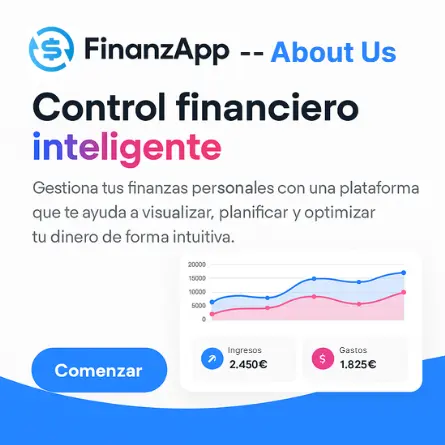 FinanzApp -- About Us
Control financiero
inteligente
Gestiona tus finanzas personales con una plataforma
que te ayuda a visualizar, planificar y optimizar
tu dinero de forma intuitiva.
20000
15000
10000
5000
0
Ingresos
2.450€
Gastos
1.825€
Comenzar